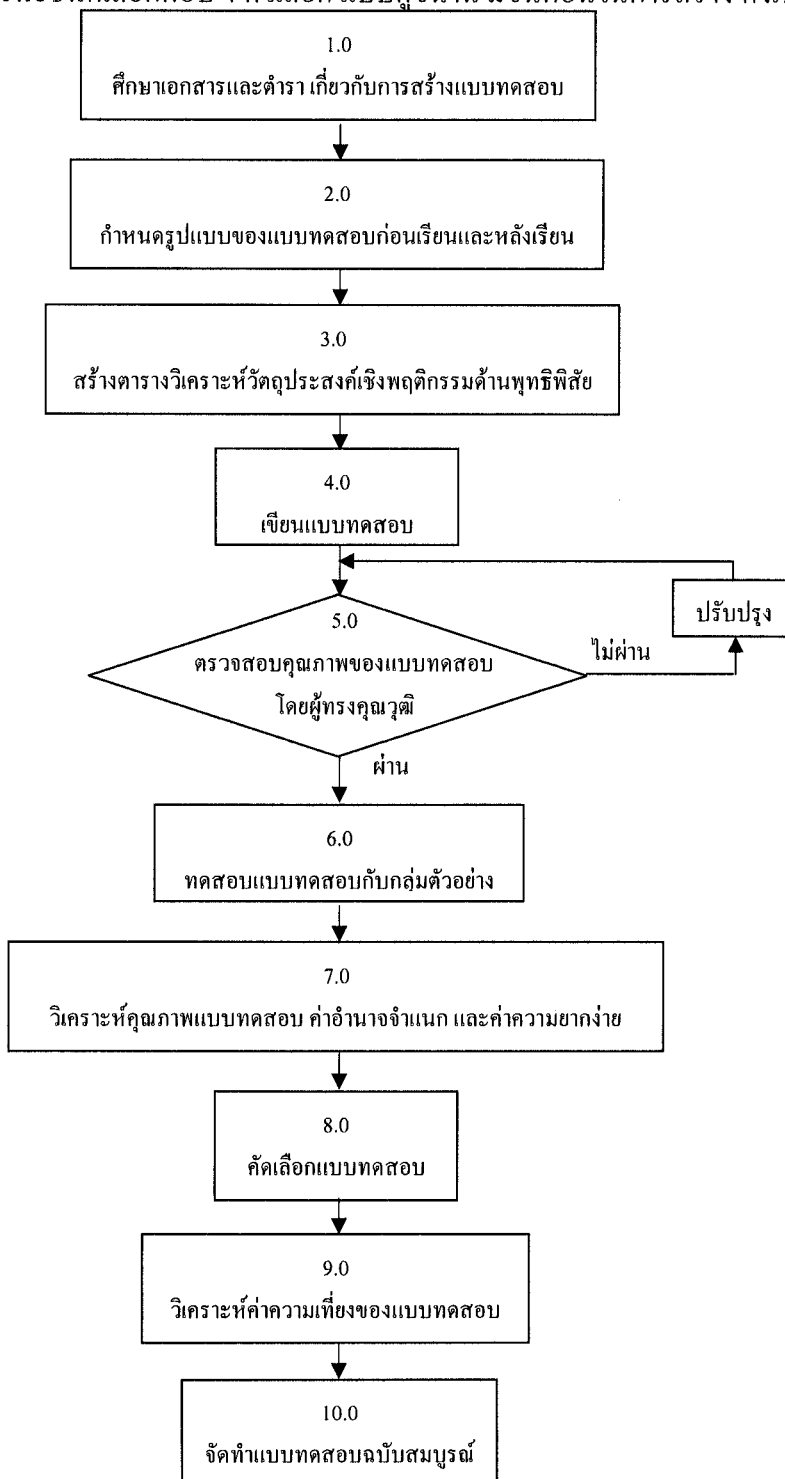 1.0
ศึกษาเอกสารและตำรา เกี่ยวกับการสร้างแบบทดสอบ
2.0
กำหนดรูปแบบของแบบทดสอบก่อนเรียนและหลังเรียน
3.0
สร้างตารางวิเคราะห์วัตถุประสงค์เชิงพฤติกรรมด้านพุทธิพิสัย
4.0
เขียนแบบทดสอบ
ปรับปรุง
5.0
ตรวจสอบคุณภาพของแบบทดสอบ
โดยผู้ทรงคุณวุฒิ
ไม่ผ่าน
ผ่าน
6.0
ทดสอบแบบทดสอบกับกลุ่มตัวอย่าง
7.0
วิเคราะห์คุณภาพแบบทดสอบ ค่าอำนาจจำแนก และค่าความยากง่าย
8.0
คัดเลือกแบบทดสอบ
9.0
วิเคราะห์ค่าความเที่ยงของแบบทดสอบ
10.0
จัดทำแบบทดสอบฉบับสมบูรณ์